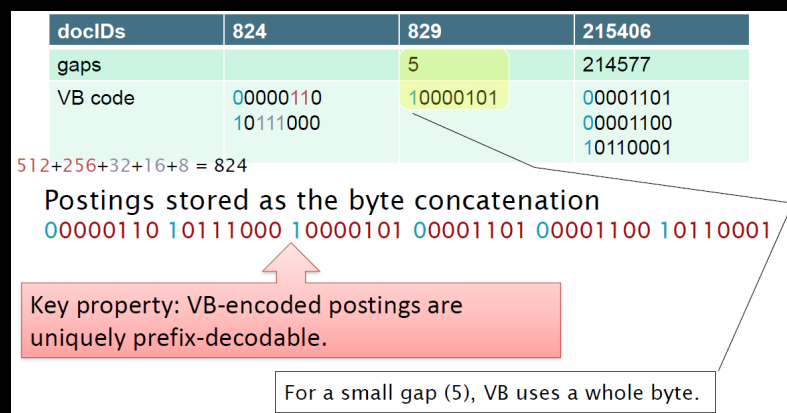 docIDs 824 829 215406
gaps 5 214577
VB code 00000110 10000101 00001101
10111000 00001100
10110001
512+256+32+16+8 = 824
Postings stored as the byte concatenation
00000110 10111000 10000101 00001101 00001100 10110001
Key property: VB-encoded postings are
uniquely prefix-decodable.
For a small gap (5), VB uses a whole byte.